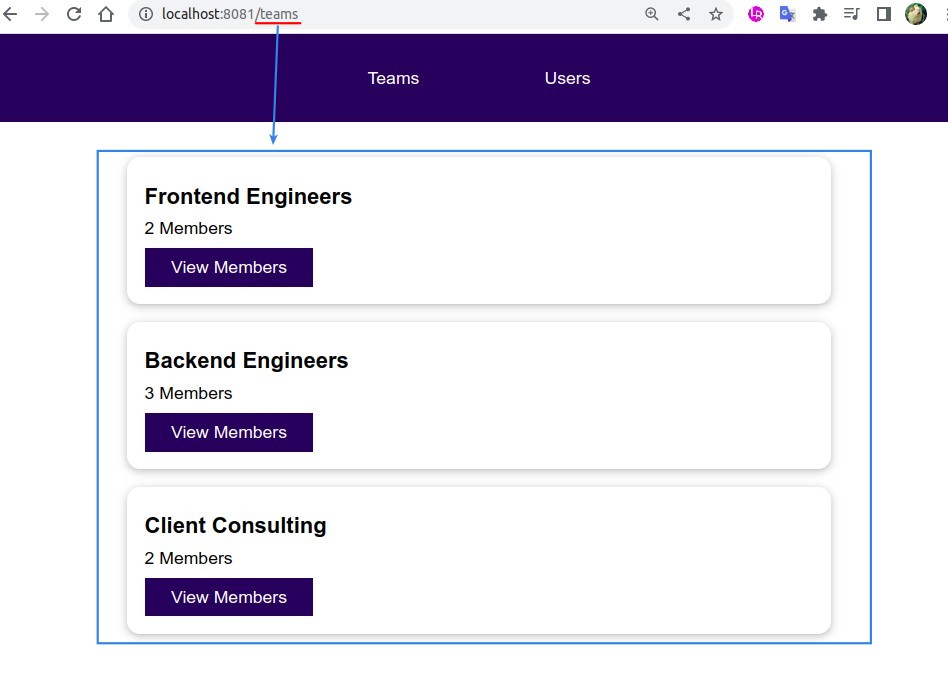 localhost:8081/teams
Teams Users
Frontend Engineers
2 Members
View Members
Backend Engineers
3 Members
View Members
Client Consulting
2 Members
View Members